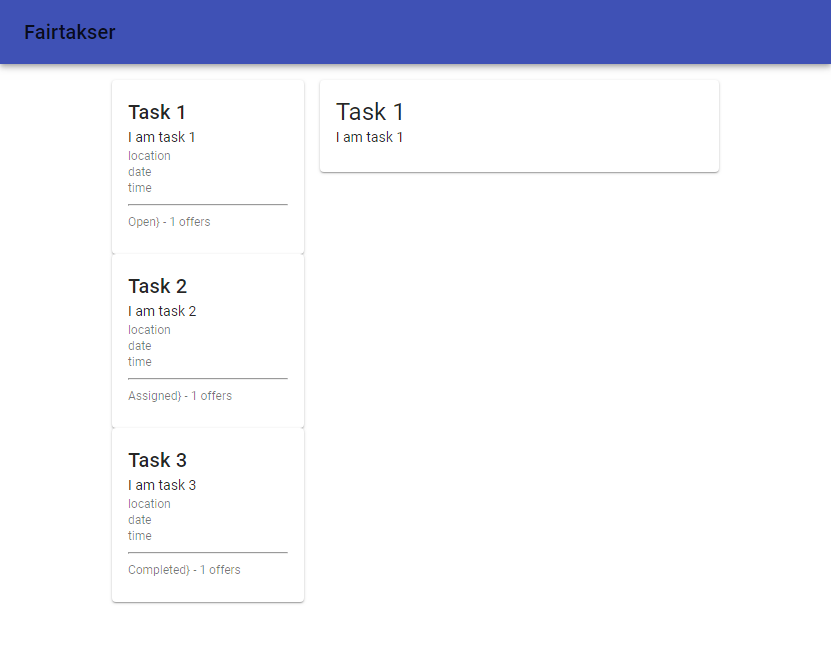 Fairtakser
Task 1
I am task 1
location
date
time
Open} - 1 offers
Task 2
I am task 2
location
date
time
Assigned} - 1 offers
Task 3
I am task 3
location
date
time
Completed} - 1 offers
Task 1
I am task 1